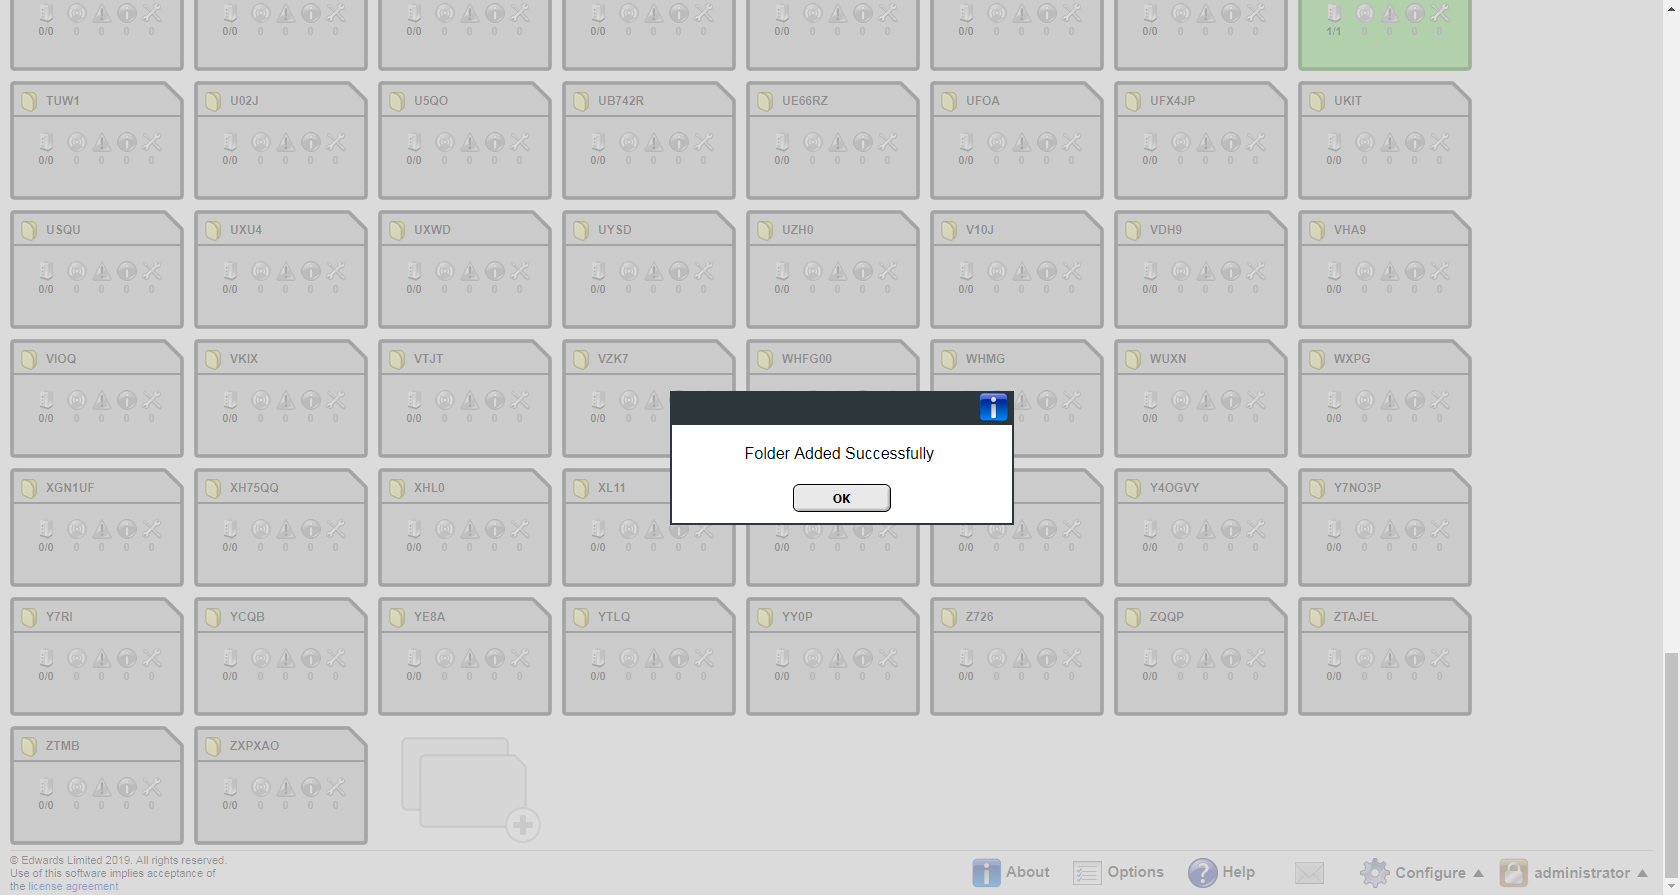 0/0 0 0 0 0 0/0 0 0 0 0 0/0 0 0 0 0 0/0 0 0 0 0 0/0 0 0 0 0 0/0 0 0 0 0 0/0 0 0 0 0 1/1 0 0 0 0
TUW1 U02J U5QO UB742R UE66RZ UFOA UFX4JP UKIT
0/0 0 0 0 0 0/0 0 0 0 0 0/0 0 0 0 0 0/0 0 0 0 0 0/0 0 0 0 0 0/0 0 0 0 0 0/0 0 0 0 0 0/0 0 0 0 0
USQU UXU4 UXWD UYSD UZH0 V10J VDH9 VHA9
0/0 0 0 0 0 0/0 0 0 0 0 0/0 0 0 0 0 0/0 0 0 0 0 0/0 0 0 0 0 0/0 0 0 0 0 0/0 0 0 0 0 0/0 0 0 0 0
VIOQ VKIX VTJT VZK7 WHFG00 WHMG WUXN WXPG
0/0 0 0 0 0 0/0 0 0 0 0 0/0 0 0 0 0 0/0 0 0 0 0 0 0/0 0 0 0 0 0/0 0 0 0 0
Folder Added Successfully
OK
XGN1UF XH75QQ XHL0 XL11 Y4OGVY Y7NO3P
0/0 0 0 0 0 0/0 0 0 0 0 0/0 0 0 0 0 0/0 0 0 0 0 0/0 0 0 0 0 0/0 0 0 0 0 0/0 0 0 0 0 0/0 0 0 0 0
Y7RI YCQB YE8A YTLQ YY0P Z726 ZQQP ZTAJEL
0/0 0 0 0 0 0/0 0 0 0 0 0/0 0 0 0 0 0/0 0 0 0 0 0/0 0 0 0 0 0/0 0 0 0 0 0/0 0 0 0 0 0/0 0 0 0 0
ZTMB ZXPXAO
0/0 0 0 0 0 0/0 0 0 0 0
© Edwards Limited 2019. All rights reserved.
Use of this software implies acceptance of
the license agreement
About Options Help Configure administrator